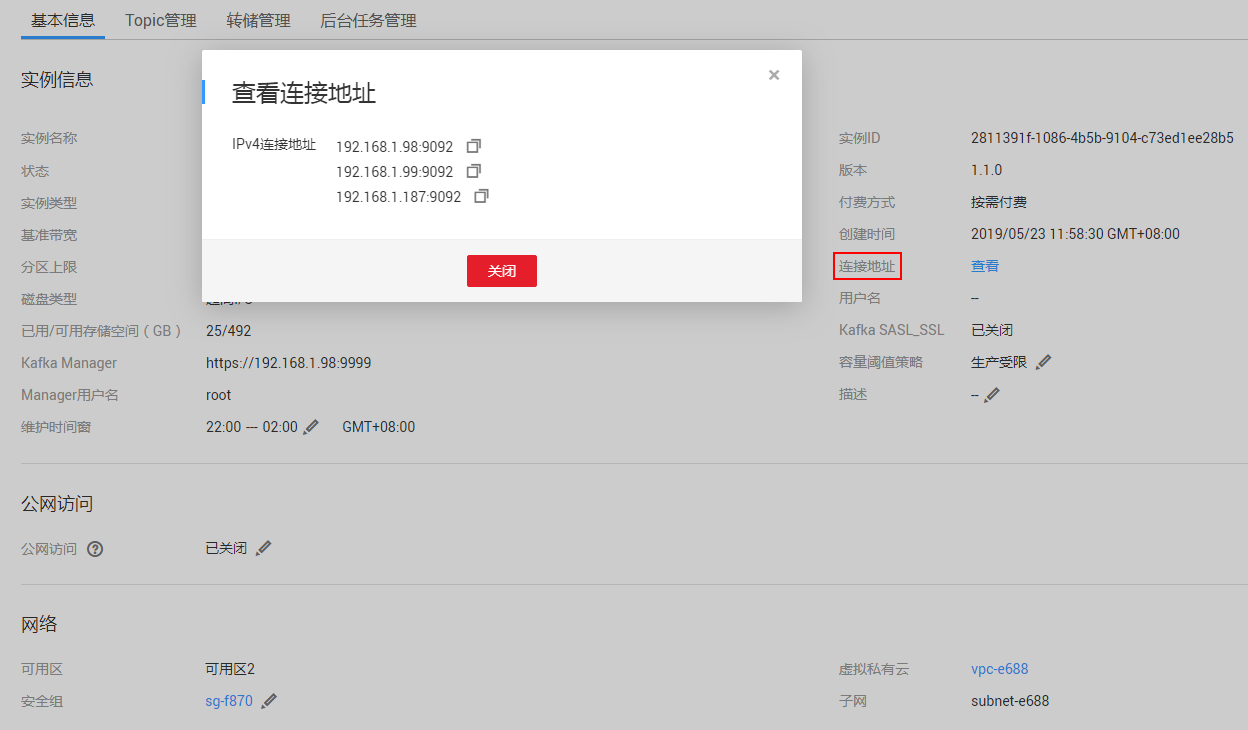 基本信息 Topic管理 转储管理 后台任务管理
实例信息
查看连接地址
IPv4连接地址 192.168.1.98:9092
192.168.1.99:9092
192.168.1.187:9092
关闭
实例名称
状态
实例类型
基准带宽
分区上限
磁盘类型
已用/可用存储空间（GB） 25/492
Kafka Manager https://192.168.1.98:9999
Manager用户名 root
维护时间窗 22:00 --- 02:00 GMT+08:00
实例ID 2811391f-1086-4b5b-9104-c73ed1ee28b5
版本 1.1.0
付费方式 按需付费
创建时间 2019/05/23 11:58:30 GMT+08:00
连接地址 查看
用户名 --
Kafka SASL_SSL 已关闭
容量阈值策略 生产受限
描述 --
公网访问
公网访问 已关闭
网络
可用区 可用区2 虚拟私有云 vpc-e688
安全组 sg-f870 子网 subnet-e688